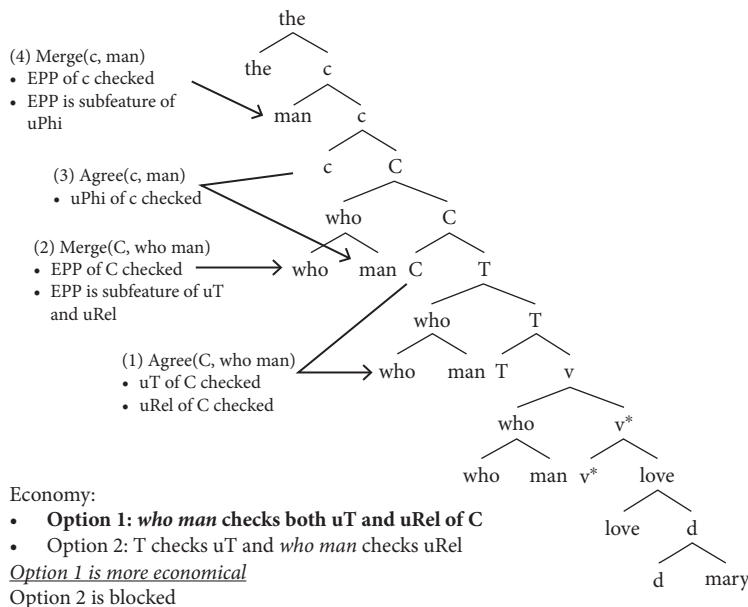 the
(4) Merge(c, man)
• EPP of c checked
• EPP is subfeature of
uPhi
the c
man c
c C
(3) Agree(c, man)
• uPhi of c checked
who C
(2) Merge(C, who man)
• EPP of C checked
• EPP is subfeature of uT
and uRel
who man C T
who T
(1) Agree(C, who man)
• uT of C checked
• uRel of C checked
who man T v
who v*
who man v* love
love d
d mary
Economy:
• Option 1: who man checks both uT and uRel of C
• Option 2: T checks uT and who man checks uRel
Option 1 is more economical
Option 2 is blocked